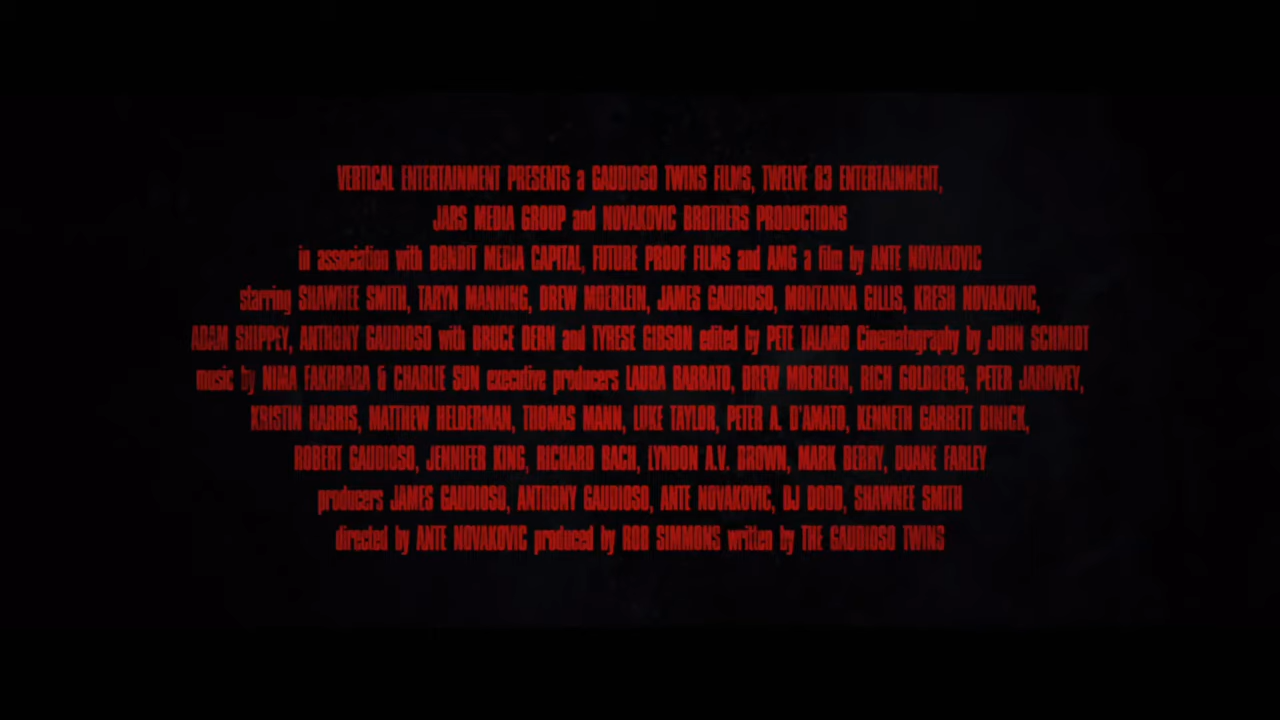 VERTICAL ENTERTAINMENT PRESENTS a GAUDIOSO TWINS FILMS, TWELVE 83 ENTERTAINMENT,
JARS MEDIA GROUP and NOVAKOVIC BROTHERS PRODUCTIONS
in association with BONDIT MEDIA CAPITAL, FUTURE PROOF FILMS and AMG a film by ANTE NOVAKOVIC
starring SHAWNEE SMITH, TARYN MANNING, DREW MOERLEIN, JAMES GAUDIOSO, MONTANNA GILLIS, KRESH NOVAKOVIC,
ADAM SHIPPEY, ANTHONY GAUDIOSO with BRUCE DERN and TYRESE GIBSON edited by PETE TALAMO Cinematography by JOHN SCHMIDT
music by NIMA FAKHRARA & CHARLIE SUN executive producers LAURA BARBATO, DREW MOERLEIN, RICH GOLDBERG, PETER JAROWEY,
KRISTIN HARRIS, MATTHEW HELDERMAN, THOMAS MANN, LUKE TAYLOR, PETER A. D'AMATO, KENNETH GARRETT DINICK,
ROBERT GAUDIOSO, JENNIFER KING, RICHARD BACH, LYNDON A.V. BROWN, MARK BERRY, DUANE FARLEY
producers JAMES GAUDIOSO, ANTHONY GAUDIOSO, ANTE NOVAKOVIC, DJ DODD, SHAWNEE SMITH
directed by ANTE NOVAKOVIC produced by ROB SIMMONS written by THE GAUDIOSO TWINS